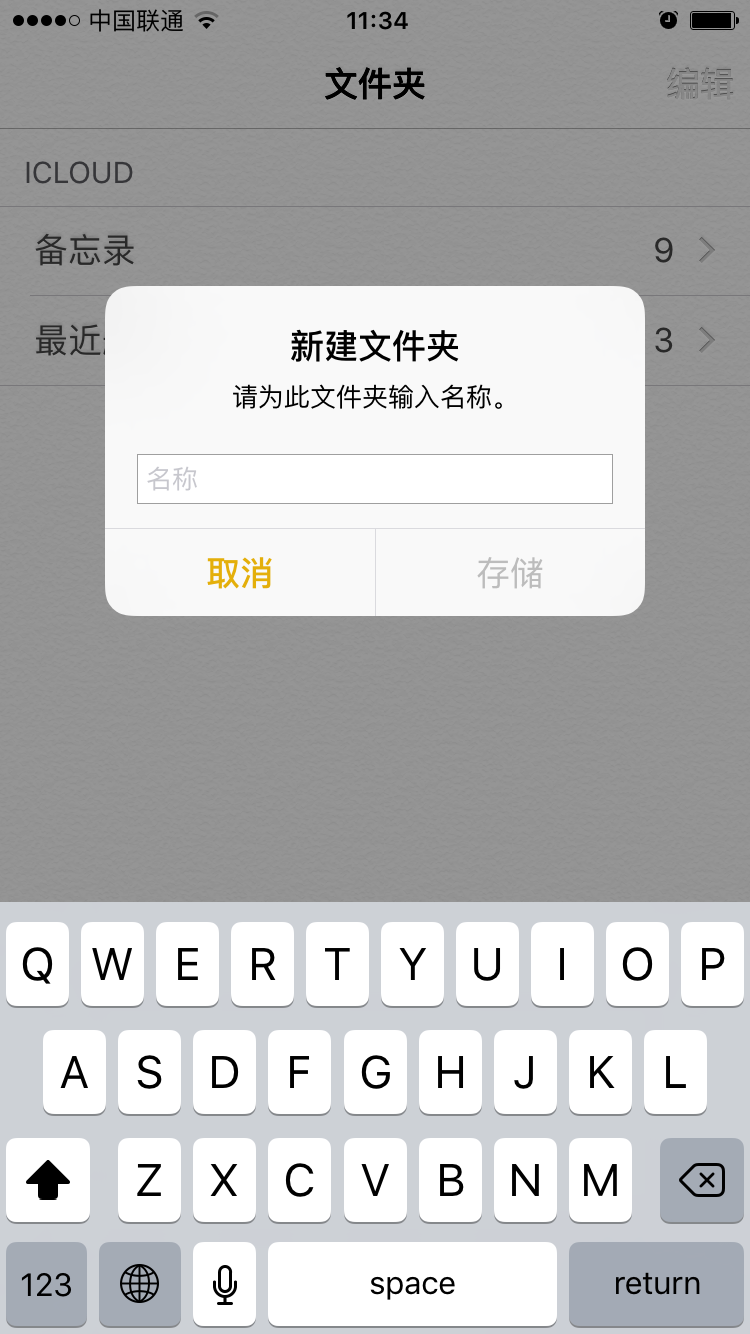 中国联通 11:34
文件夹 编辑
ICLOUD
备忘录 9
最近 3
新建文件夹
请为此文件夹输入名称。
名称
取消 存储
Q W E R T Y U I O P
A S D F G H J K L
Z X C V B N M
123 space return